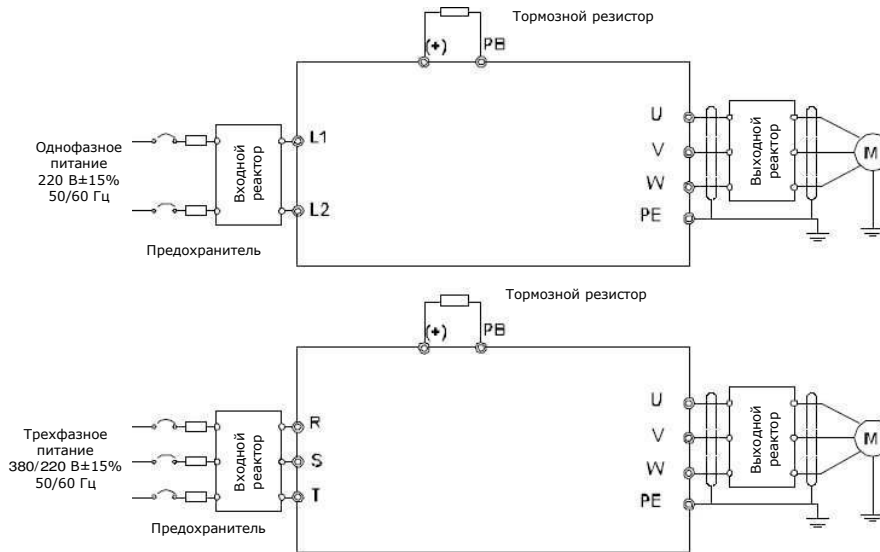 Тормозной резистор
(+) PB
Однофазное
питание
220 В±15%
50/60 Гц
Входной
реактор
L1
L2
Предохранитель
U
V
W
PE
Выходной
реактор
M
Тормозной резистор
(+) PB
Трехфазное
питание
380/220 В±15%
50/60 Гц
Входной
реактор
R
S
T
Предохранитель
U
V
W
PE
Выходной
реактор
M